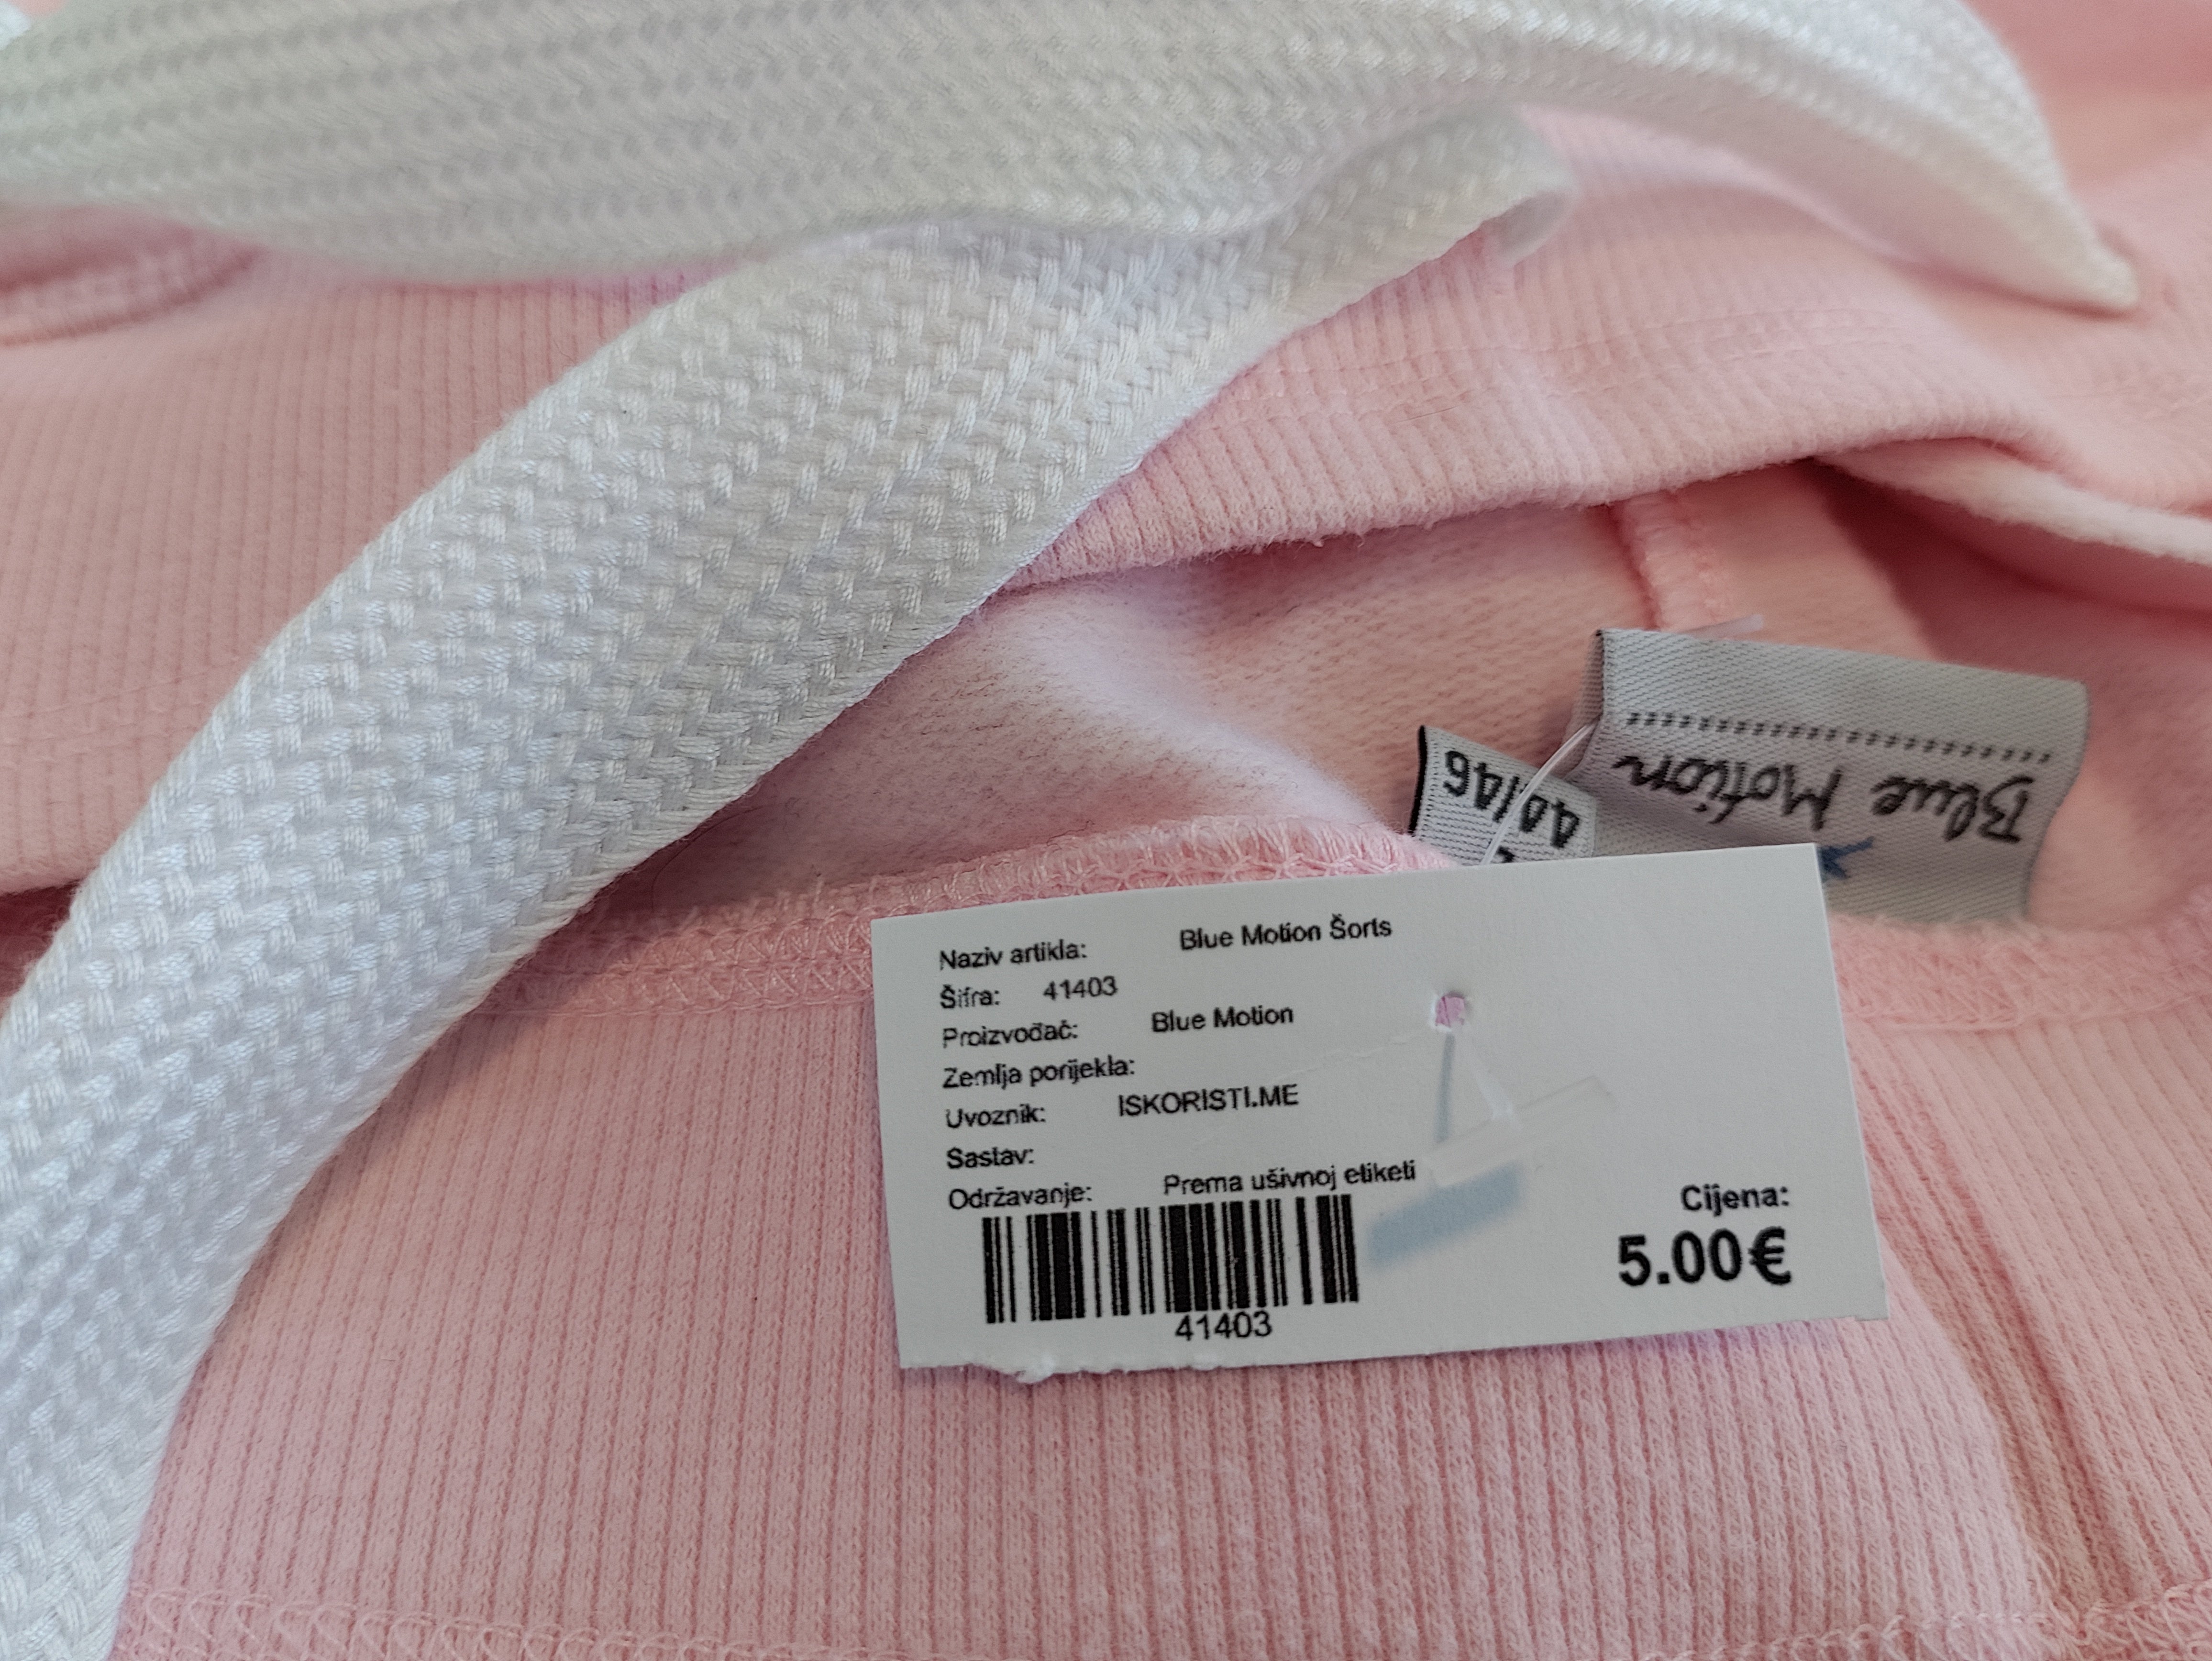 Blue Motion
44/46
Naziv artikla: Blue Motion Šorts
Šifra: 41403
Proizvođač: Blue Motion
Zemlja porijekla:
Uvoznik: ISKORISTI.ME
Sastav:
Održavanje: Prema ušivnoj etiketi
41403
Cijena:
5.00€